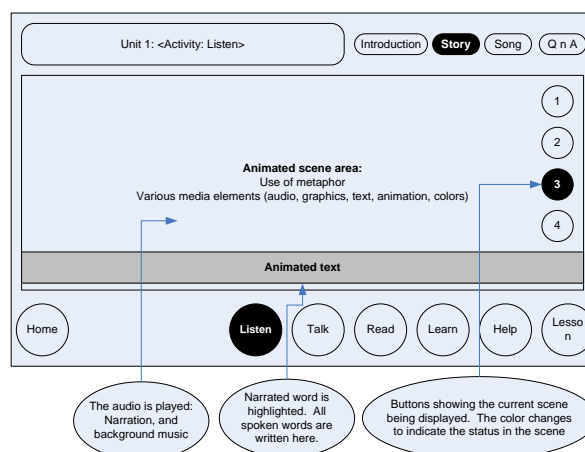 Unit 1: <Activity: Listen>
Introduction
Story
Song
Q n A
1
2
3
4
Animated scene area:
Use of metaphor
Various media elements (audio, graphics, text, animation, colors)
Animated text
Home
Listen
Talk
Read
Learn
Help
Lesso
n
The audio is played:
Narration, and
background music
Narrated word is
highlighted. All
spoken words are
written here.
Buttons showing the current scene
being displayed. The color changes
to indicate the status in the scene